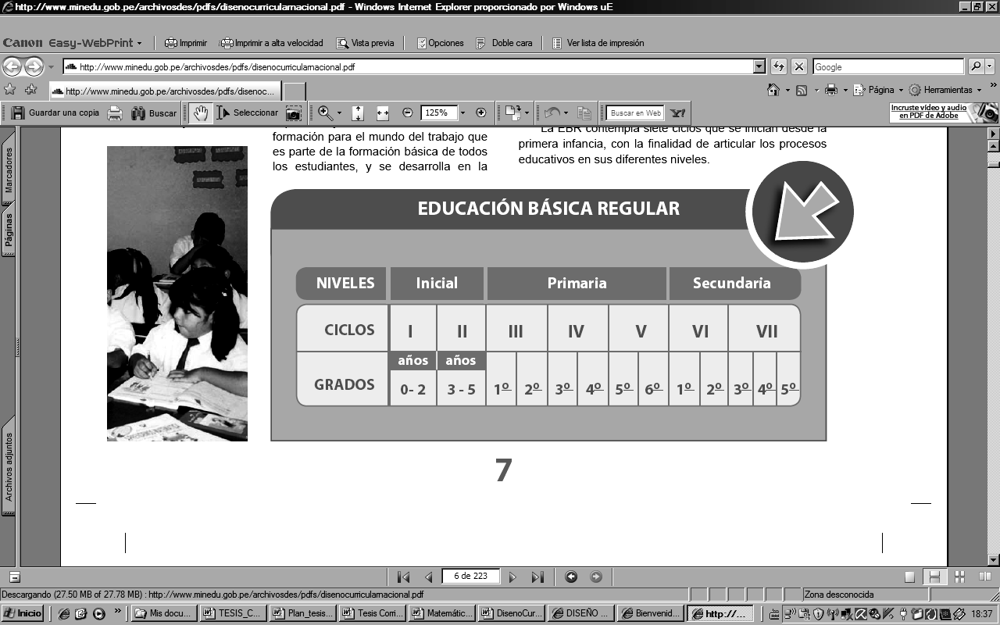 http://www.minedu.gob.pe/archivosdes/pdfs/disenocurricularnacional.pdf - Windows Internet Explorer proporcionado por Windows uE
Canon Easy-WebPrint Imprimir Imprimir a alta velocidad Vista previa Opciones Doble cara Ver lista de impresión
http://www.minedu.gob.pe/archivosdes/pdfs/disenocurricularnacional.pdf Google
http://www.minedu.gob.pe/archivosdes/pdfs/disenoc... Página Herramientas
Guardar una copia Buscar Seleccionar 125% Buscar en Web Y! Incruste vídeo y audio
en PDF de Adobe
Marcadores
Páginas
Archivos adjuntos
formación para el mundo del trabajo que
es parte de la formación básica de todos
los estudiantes, y se desarrolla en la
La EBR contempla siete ciclos que se inician desde la
primera infancia, con la finalidad de articular los procesos
educativos en sus diferentes niveles.
EDUCACIÓN BÁSICA REGULAR
NIVELES Inicial Primaria Secundaria
CICLOS I II III IV V VI VII
años años
GRADOS 0- 2 3 - 5 1º 2º 3º 4º 5º 6º 1º 2º 3º 4º 5º
7
6 de 223
Descargando (27.50 MB of 27.78 MB) : http://www.minedu.gob.pe/archivosdes/pdfs/disenocurricularnacional.pdf Zona desconocida
Inicio Mis docu... TESIS_C... Plan_tesis... Tesis Corri... Matemátic... DisenoCur... DISEÑO ... Bienvenid... http://... 18:37